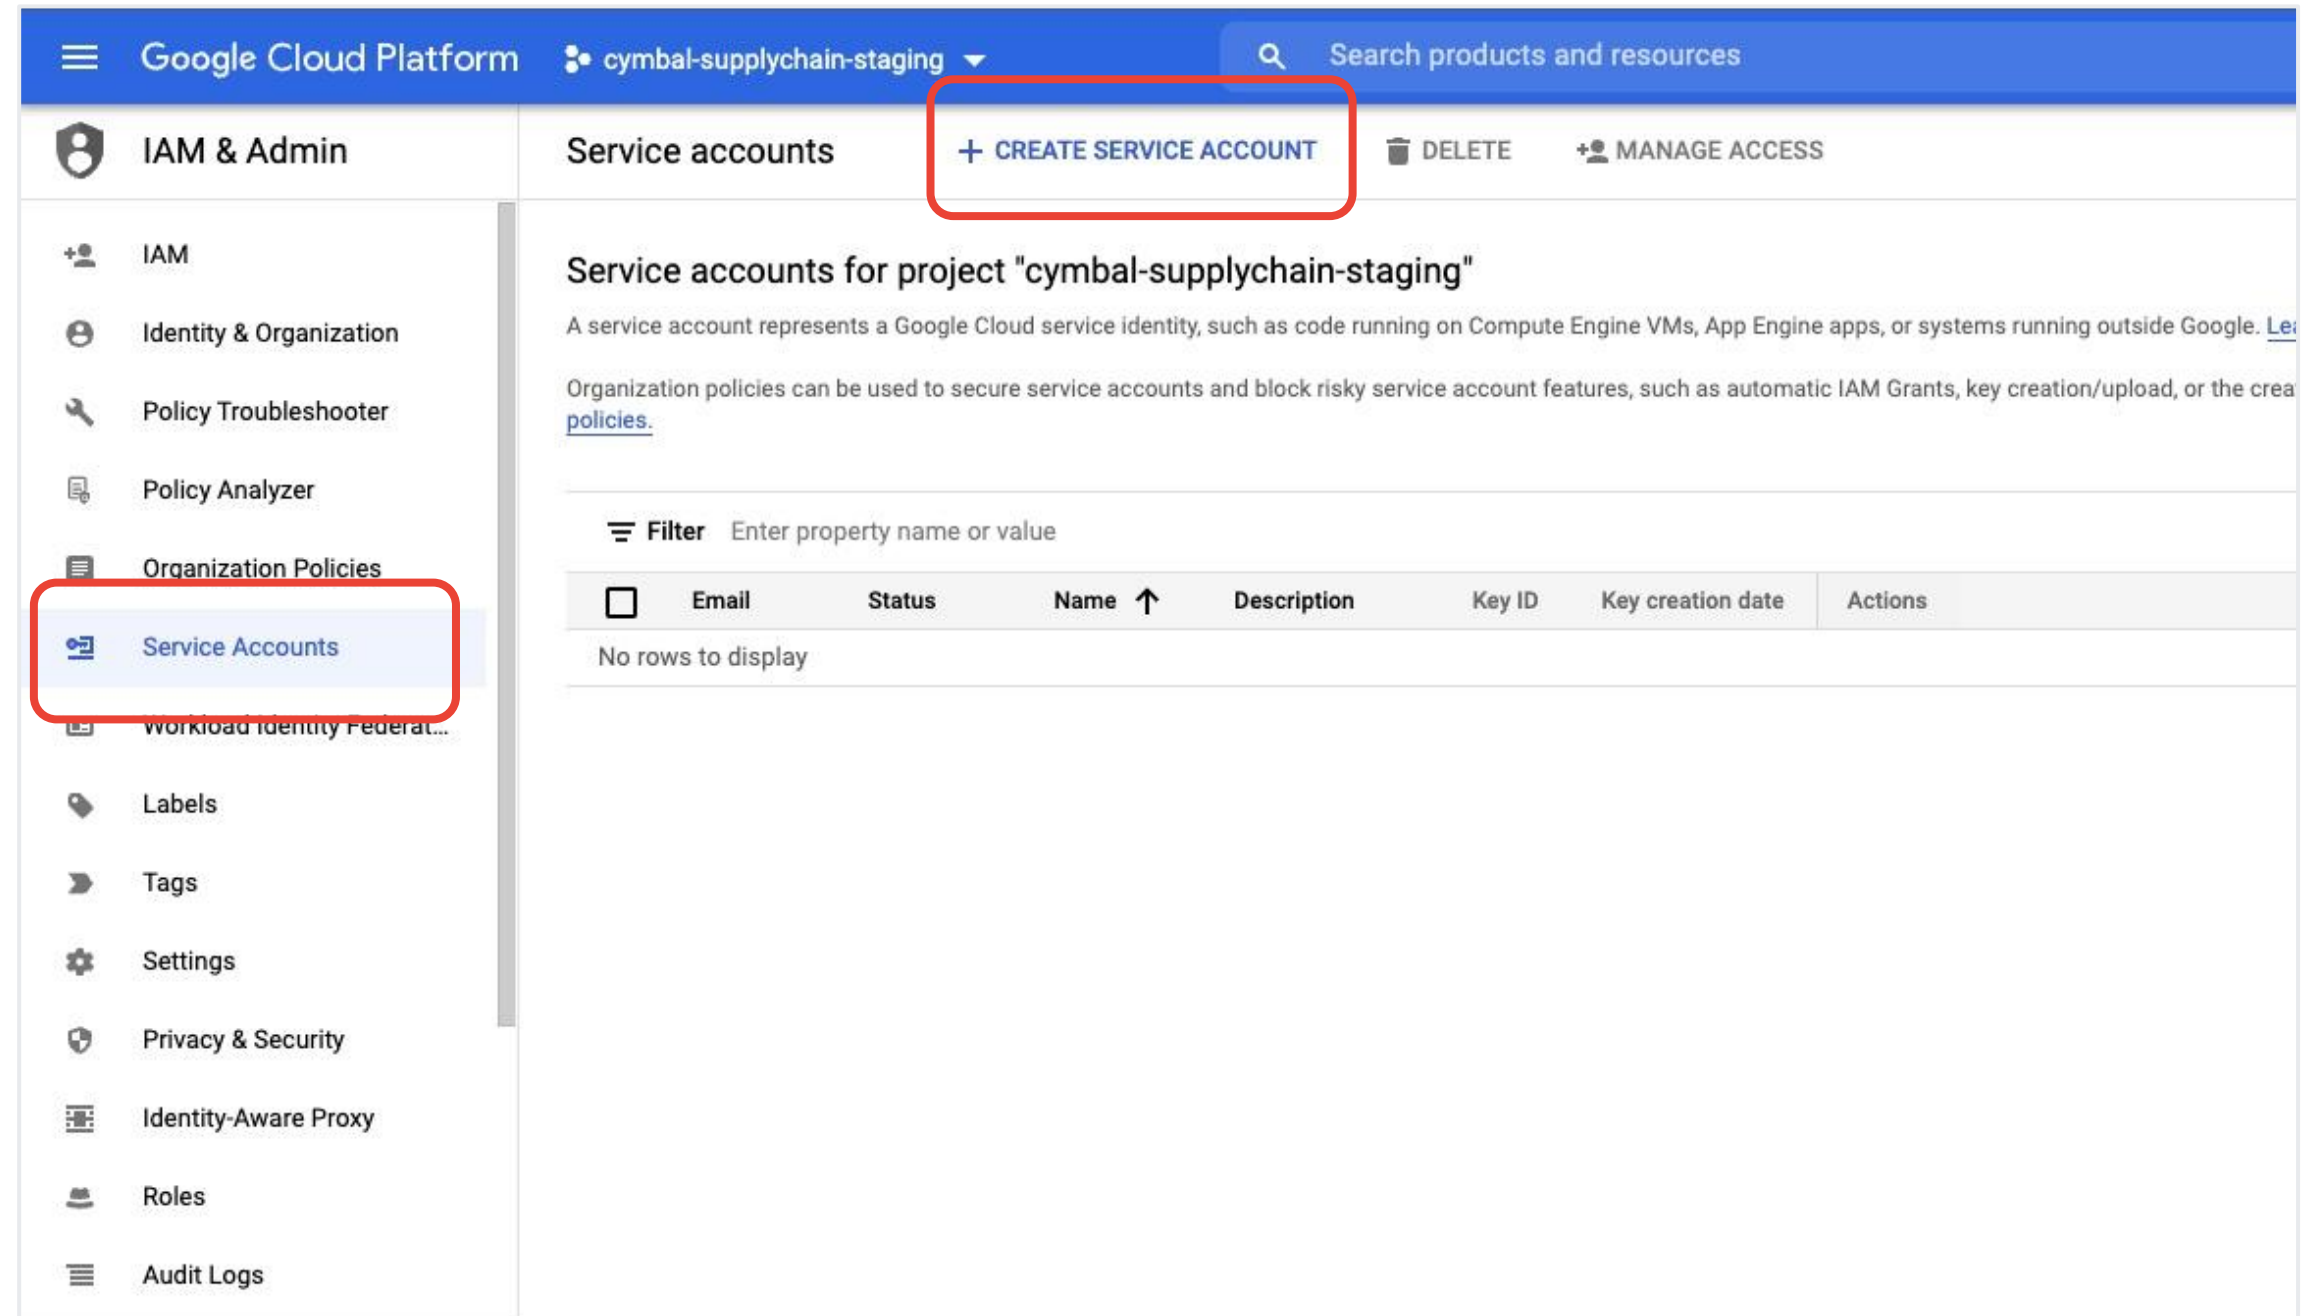 Google Cloud Platform
cymbal-supplychain-staging
Search products and resources
IAM & Admin
Service accounts
+ CREATE SERVICE ACCOUNT
DELETE
MANAGE ACCESS
IAM
Identity & Organization
Policy Troubleshooter
Policy Analyzer
Organization Policies
Service Accounts
Workload Identity Federat...
Labels
Tags
Settings
Privacy & Security
Identity-Aware Proxy
Roles
Audit Logs
Service accounts for project "cymbal-supplychain-staging"
A service account represents a Google Cloud service identity, such as code running on Compute Engine VMs, App Engine apps, or systems running outside Google.
Organization policies can be used to secure service accounts and block risky service account features, such as automatic IAM Grants, key creation/upload, or the
policies.
Filter Enter property name or value
Email Status Name Description Key ID Key creation date Actions
No rows to display